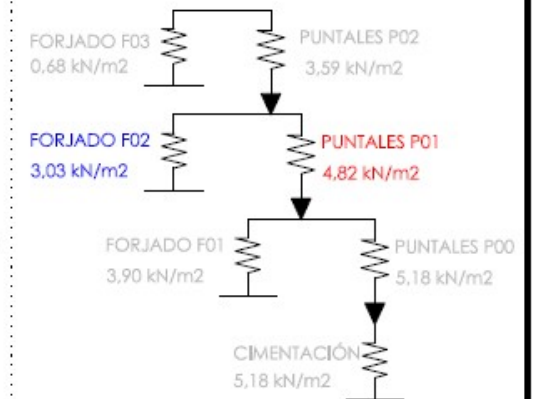 FORJADO F03
0,68 kN/m2
PUNTALES P02
3,59 kN/m2
FORJADO F02
3,03 kN/m2
PUNTALES P01
4,82 kN/m2
FORJADO F01
3,90 kN/m2
PUNTALES P00
5,18 kN/m2
CIMENTACIÓN
5,18 kN/m2